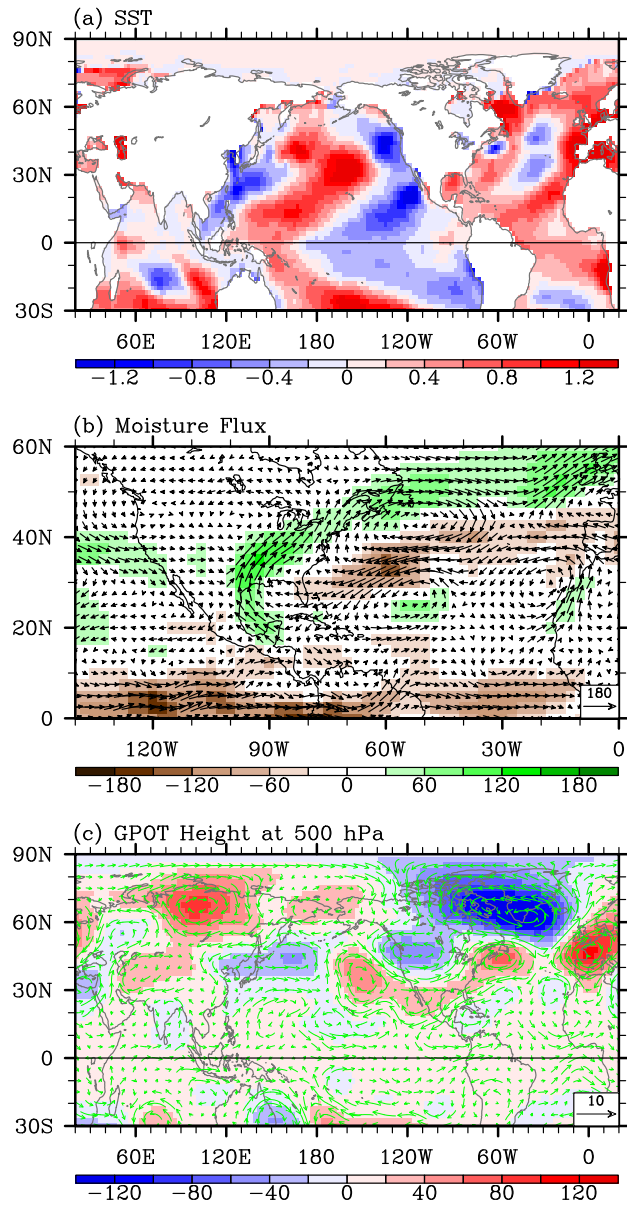 (a) SST
90N
60N
30N
0
30S
60E 120E 180 120W 60W 0
−1.2 −0.8 −0.4 0 0.4 0.8 1.2
(b) Moisture Flux
60N
40N
20N
0
180
120W 90W 60W 30W 0
−180 −120 −60 0 60 120 180
(c) GPOT Height at 500 hPa
90N
60N
30N
0
30S
10
60E 120E 180 120W 60W 0
−120 −80 −40 0 40 80 120